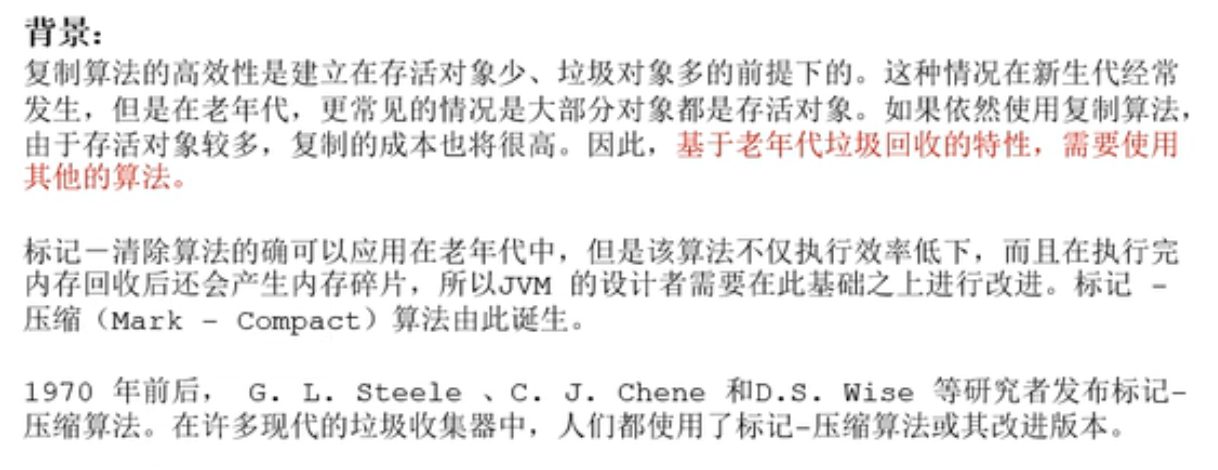 背景：
复制算法的高效性是建立在存活对象少、垃圾对象多的前提下的。这种情况在新生代经常
发生，但是在老年代，更常见的情况是大部分对象都是存活对象。如果依然使用复制算法，
由于存活对象较多，复制的成本也将很高。因此，基于老年代垃圾回收的特性，需要使用
其他的算法。
标记－清除算法的确可以应用在老年代中，但是该算法不仅执行效率低下，而且在执行完
内存回收后还会产生内存碎片，所以JVM 的设计者需要在此基础之上进行改进。标记 -
压缩（Mark - Compact）算法由此诞生。
1970 年前后， G. L. Steele 、C. J. Chene 和D.S. Wise 等研究者发布标记-
压缩算法。在许多现代的垃圾收集器中，人们都使用了标记-压缩算法或其改进版本。